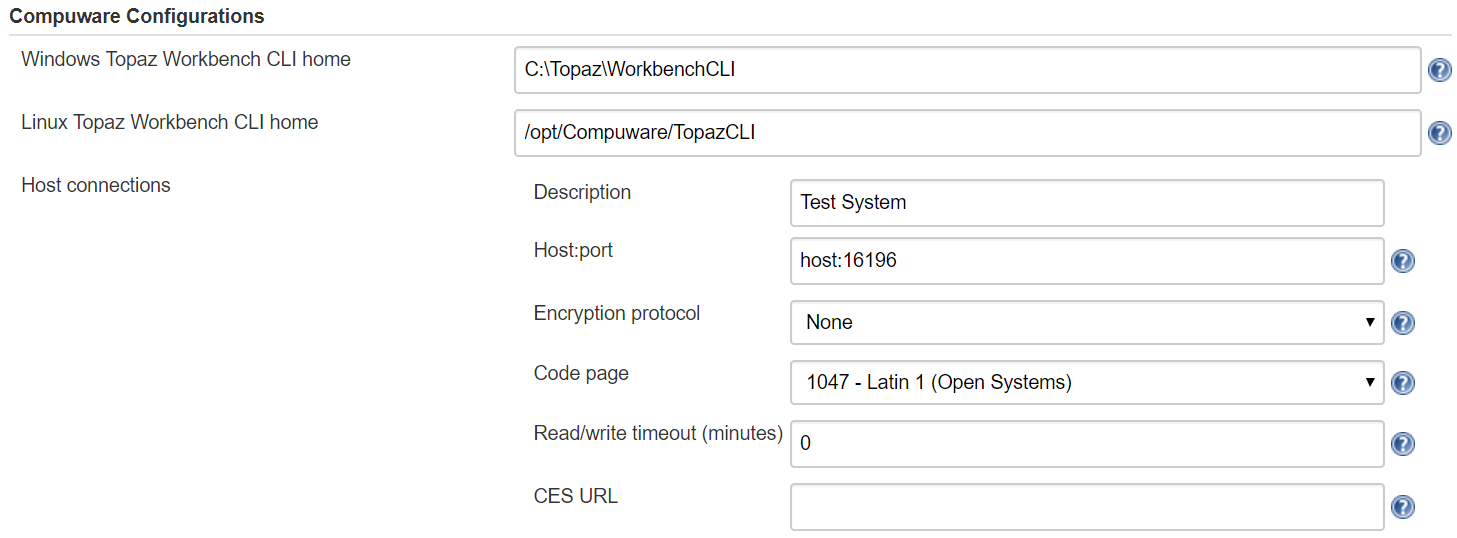 Compuware Configurations
Windows Topaz Workbench CLI home C:\Topaz\WorkbenchCLI
Linux Topaz Workbench CLI home /opt/Compuware/TopazCLI
Host connections Description Test System
Host:port host:16196
Encryption protocol None
Code page 1047 - Latin 1 (Open Systems)
Read/write timeout (minutes) 0
CES URL